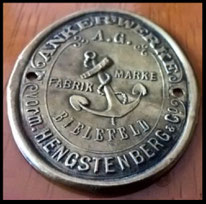 ANKERWERKE
A.G.
FABRIK MARKE
BIELEFELD
vorm. HENGSTENBERG & Co.